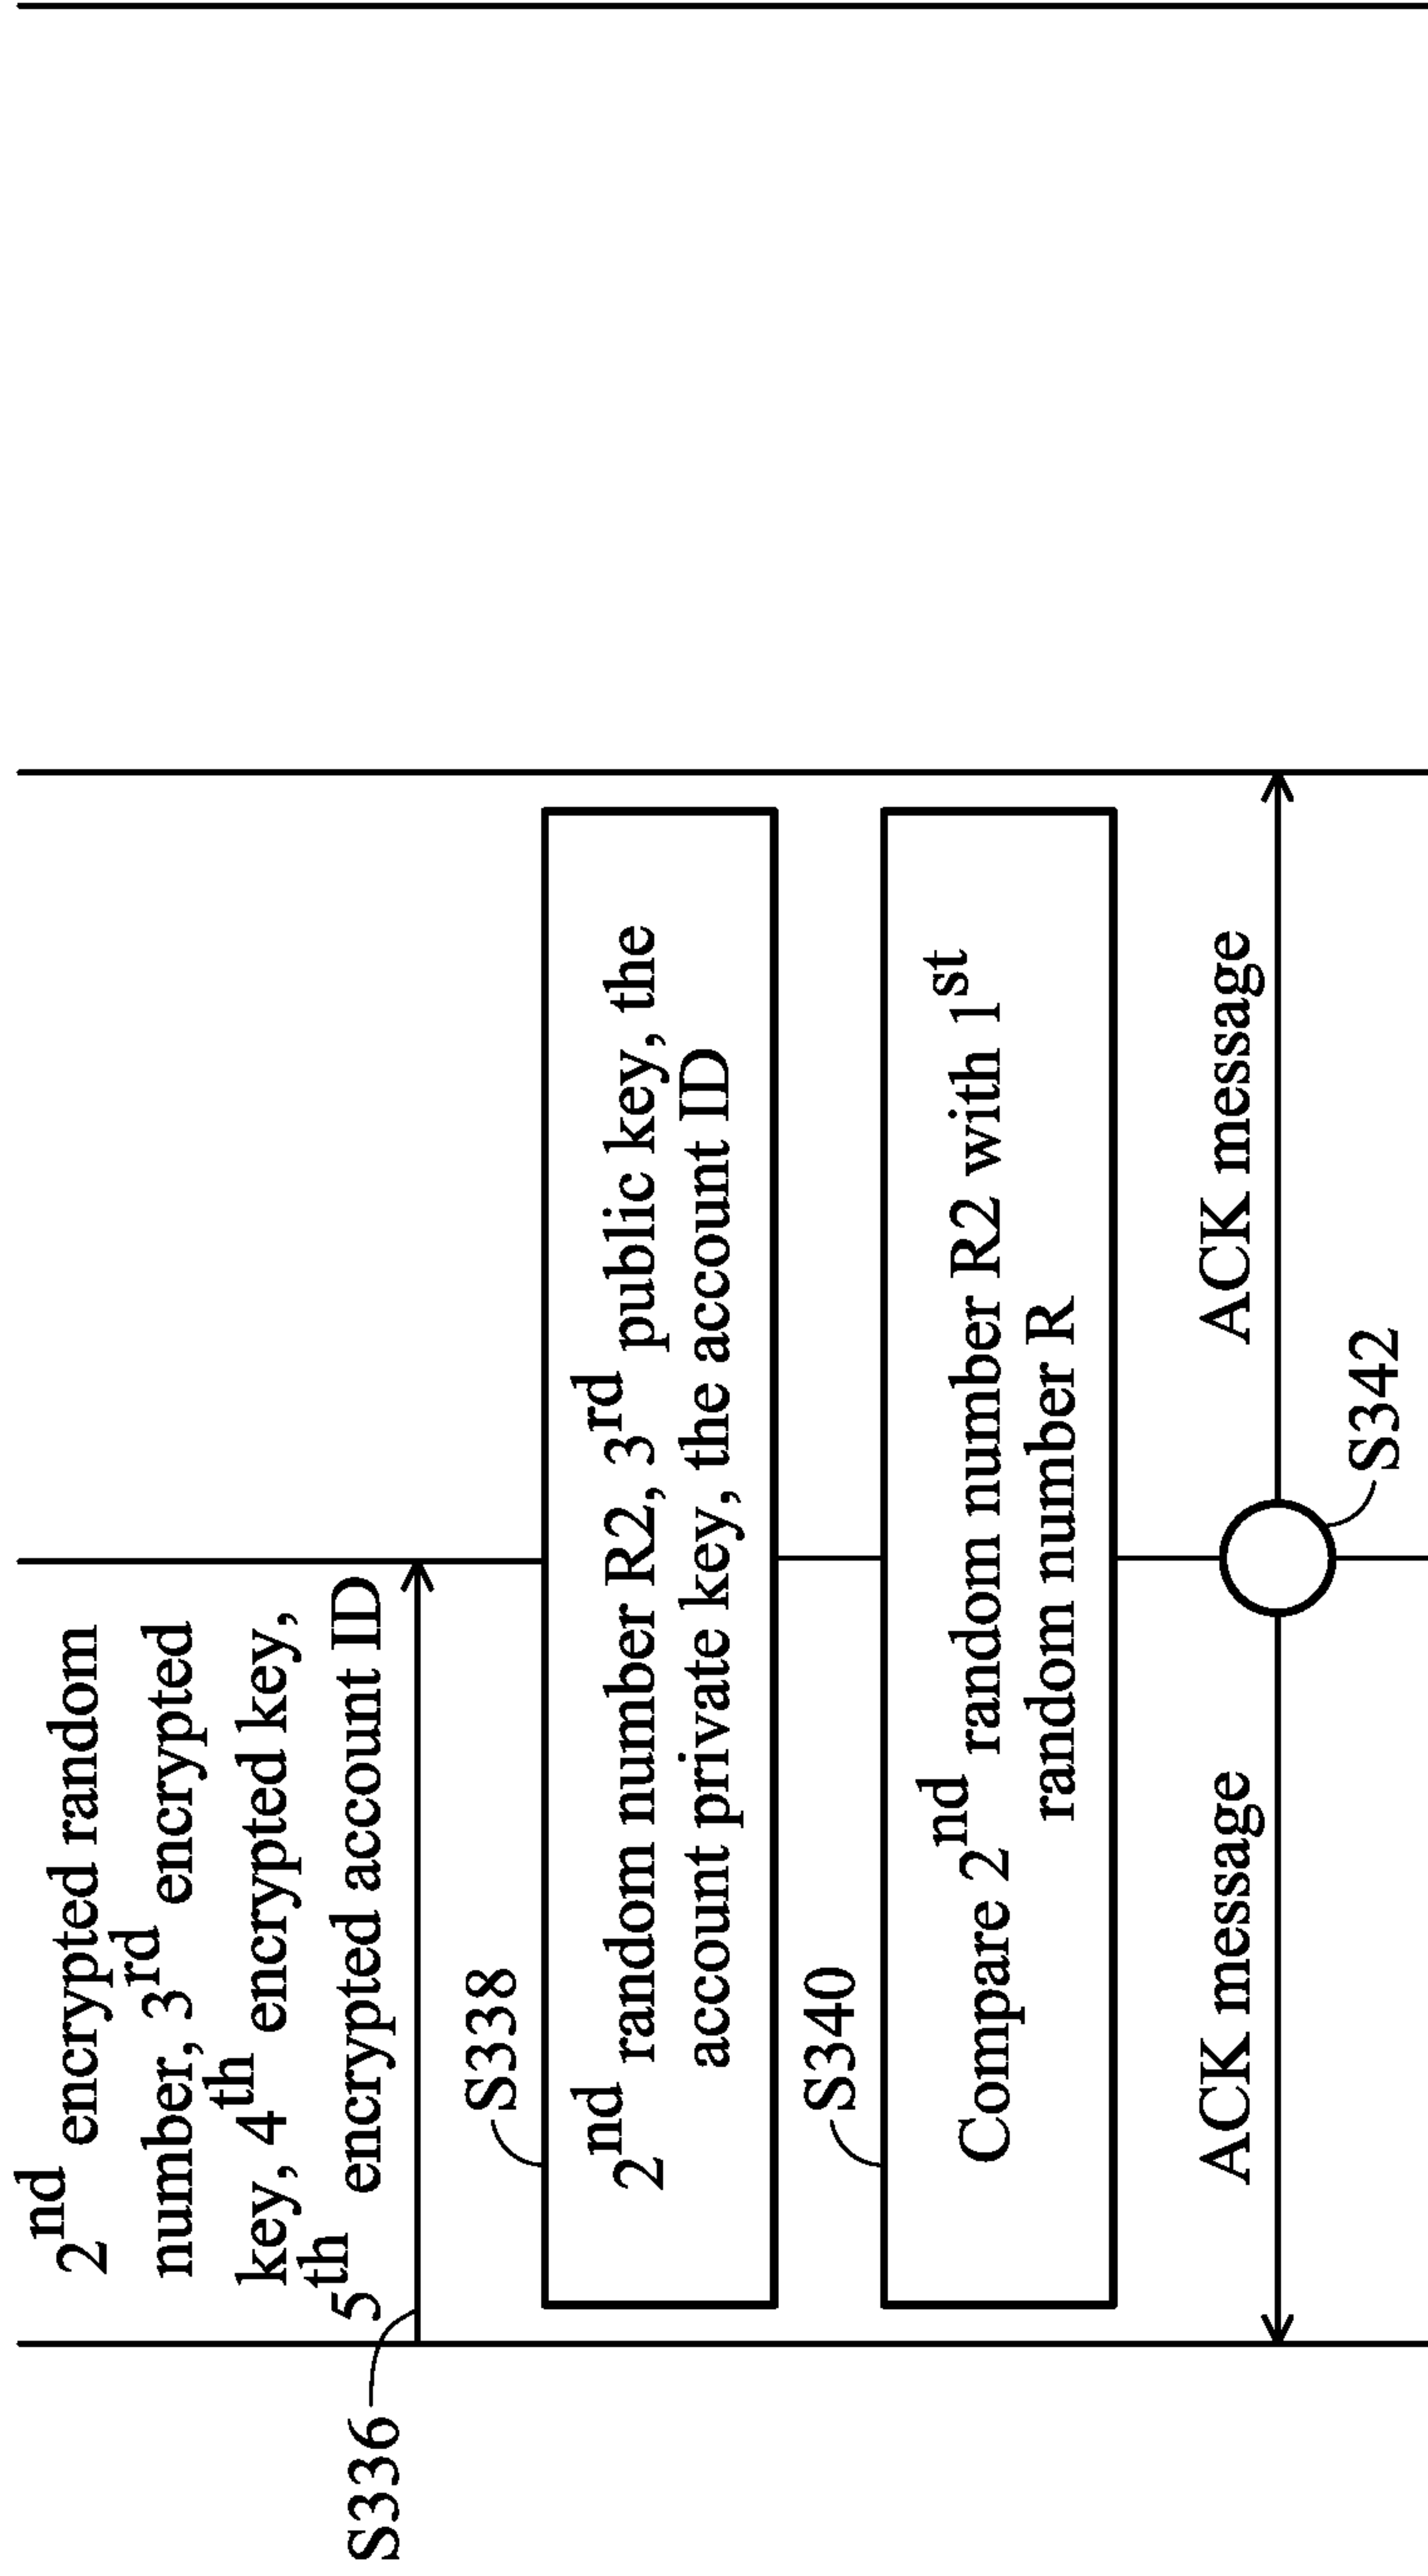 2nd encrypted random
number, 3rd encrypted
key, 4th encrypted key,
5th encrypted account ID
S336
S338
2nd random number R2, 3rd public key, the
account private key, the account ID
S340
Compare 2nd random number R2 with 1st
random number R
ACK message
ACK message
S342